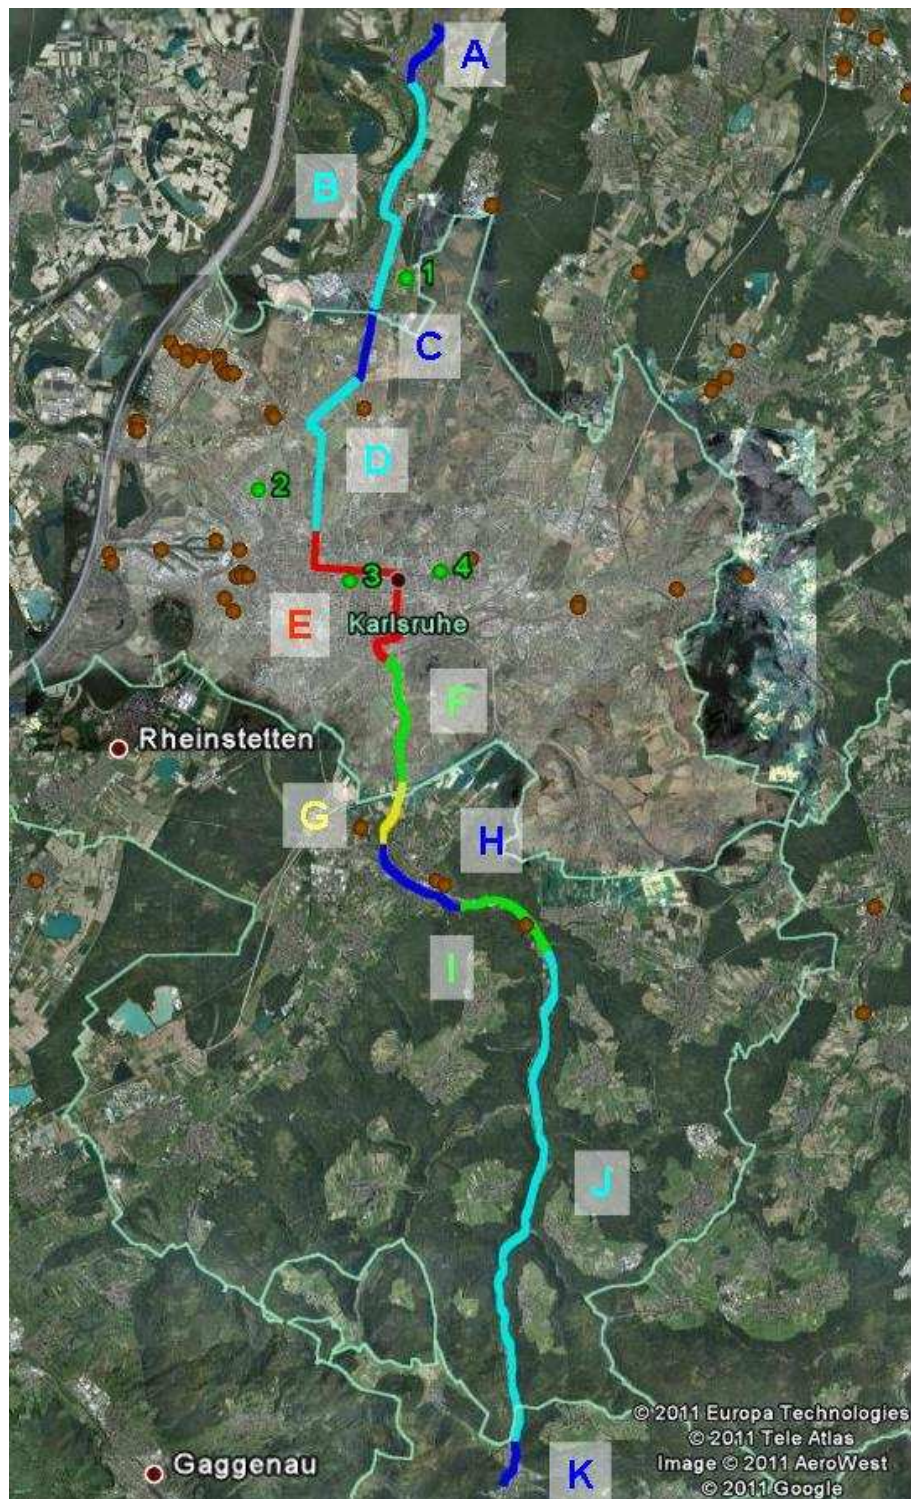 A
B
1
C
D
2
3
4
E
Karlsruhe
F
Rheinstetten
G
H
I
J
© 2011 Europa Technologies
© 2011 Tele Atlas
Image © 2011 AeroWest
© 2011 Google
Gaggenau
K